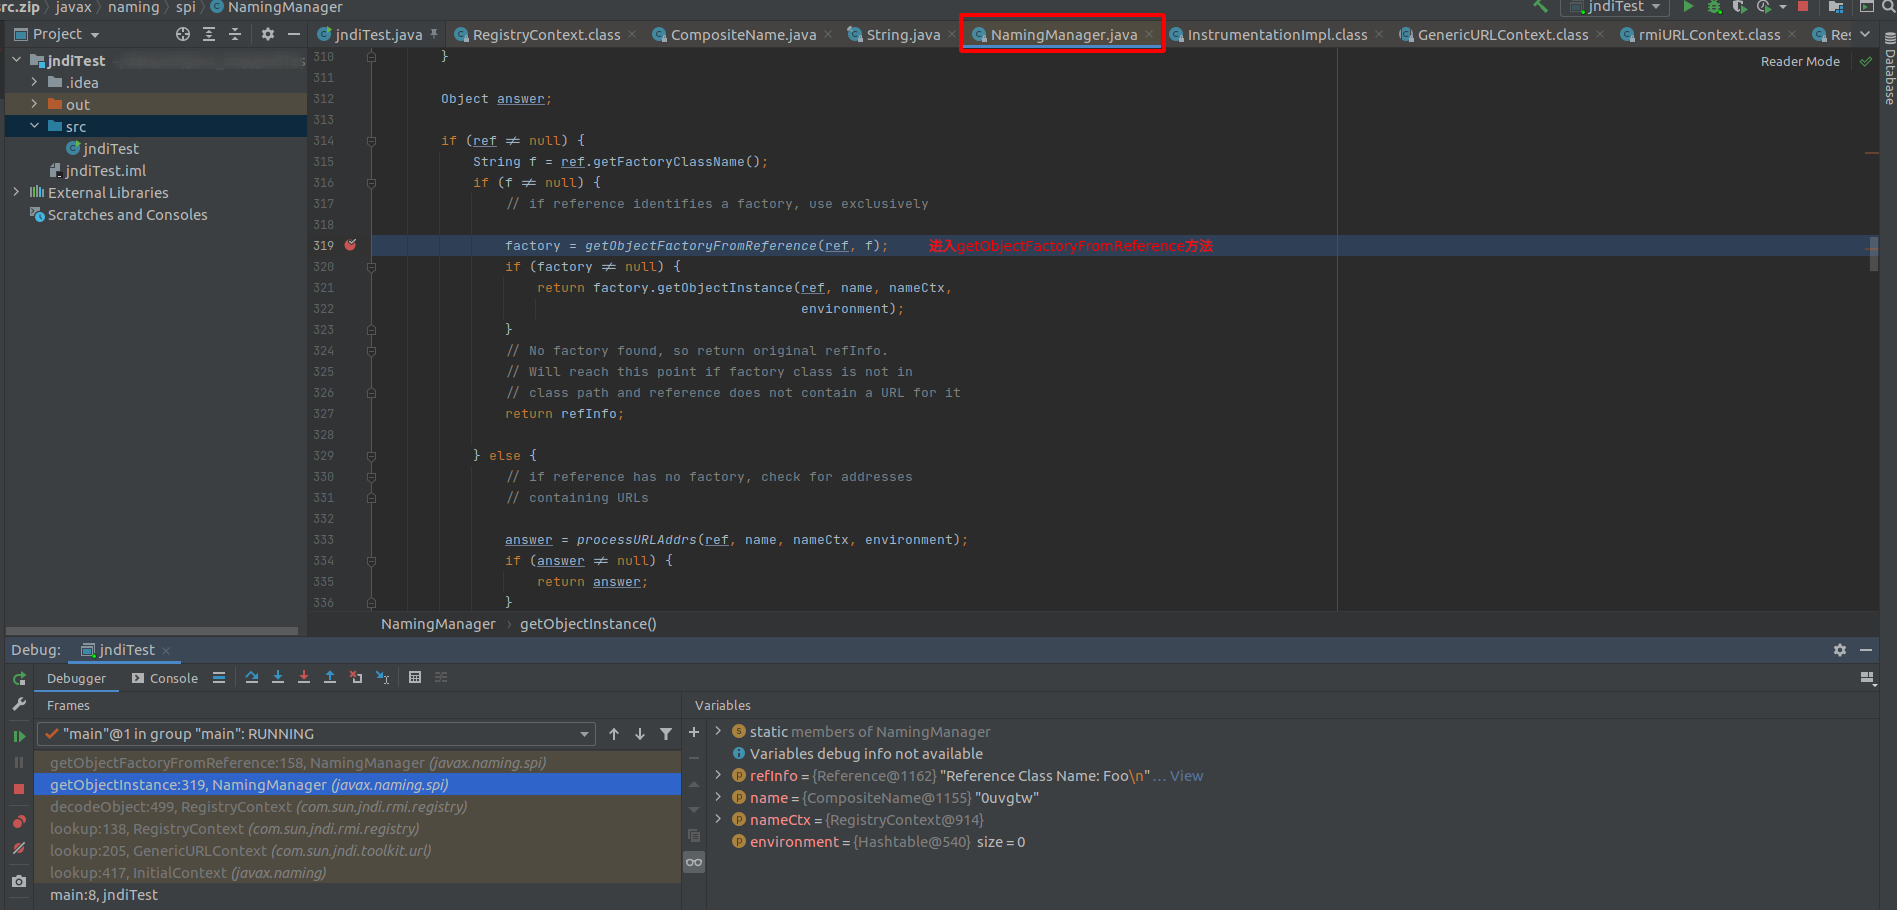 src.zip javax naming spi NamingManager
jndiTest
Project
jndiTest.java RegistryContext.class CompositeName.java String.java NamingManager.java InstrumentationImpl.class GenericURLContext.class rmiURLContext.class Res
Reader Mode
Database
jndiTest
.idea
out
src
jndiTest
jndiTest.iml
External Libraries
Scratches and Consoles
310 }
311
312 Object answer;
313
314 if (ref ≠ null) {
315 String f = ref.getFactoryClassName();
316 if (f ≠ null) {
317 // if reference identifies a factory, use exclusively
318
319 factory = getObjectFactoryFromReference(ref, f); 进入getObjectFactoryFromReference方法
320 if (factory ≠ null) {
321 return factory.getObjectInstance(ref, name, nameCtx,
322 environment);
323 }
324 // No factory found, so return original refInfo.
325 // Will reach this point if factory class is not in
326 // class path and reference does not contain a URL for it
327 return refInfo;
328
329 } else {
330 // if reference has no factory, check for addresses
331 // containing URLs
332
333 answer = processURLAddrs(ref, name, nameCtx, environment);
334 if (answer ≠ null) {
335 return answer;
336 }
NamingManager getObjectInstance()
Debug: jndiTest
Debugger Console
Frames
"main"@1 in group "main": RUNNING
getObjectFactoryFromReference:158, NamingManager (javax.naming.spi)
getObjectInstance:319, NamingManager (javax.naming.spi)
decodeObject:499, RegistryContext (com.sun.jndi.rmi.registry)
lookup:138, RegistryContext (com.sun.jndi.rmi.registry)
lookup:205, GenericURLContext (com.sun.jndi.toolkit.url)
lookup:417, InitialContext (javax.naming)
main:8, jndiTest
Variables
static members of NamingManager
Variables debug info not available
refInfo = {Reference@1162} "Reference Class Name: Foo\n" ... View
name = {CompositeName@1155} "0uvgtw"
nameCtx = {RegistryContext@914}
environment = {Hashtable@540} size = 0